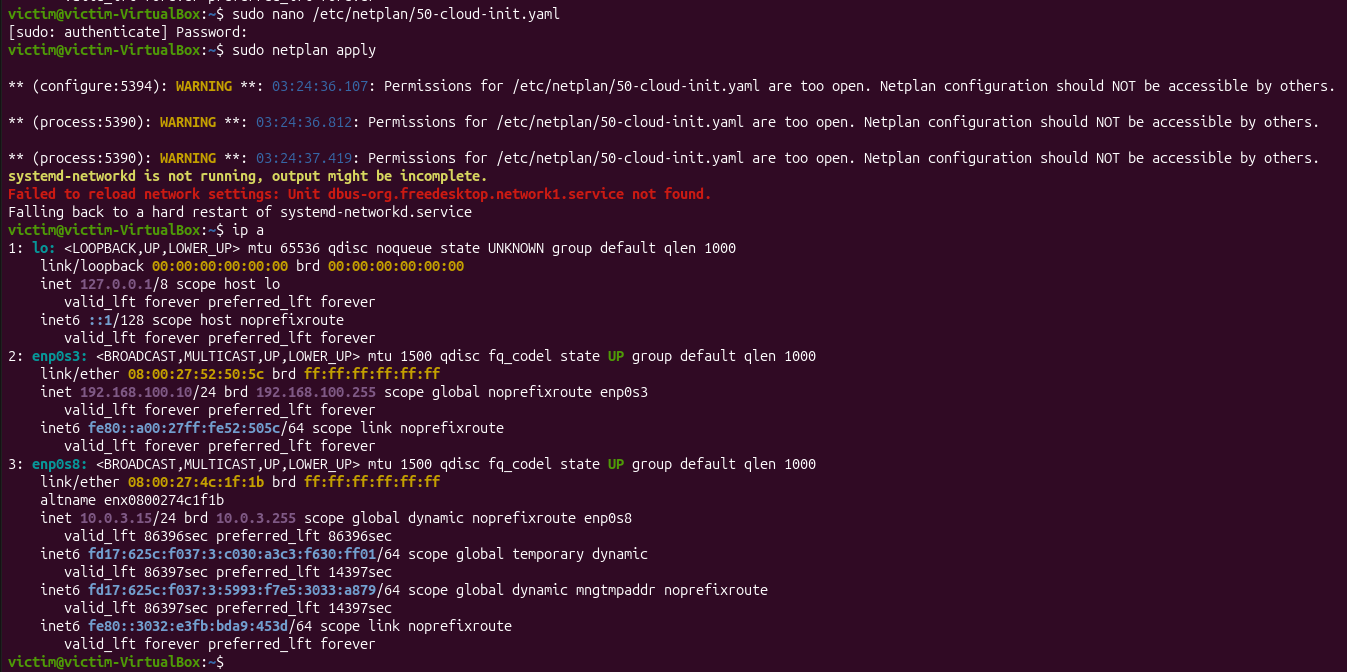 victim@victim-VirtualBox:~$ sudo nano /etc/netplan/50-cloud-init.yaml
[sudo: authenticate] Password:
victim@victim-VirtualBox:~$ sudo netplan apply
** (configure:5394): WARNING **: 03:24:36.107: Permissions for /etc/netplan/50-cloud-init.yaml are too open. Netplan configuration should NOT be accessible by others.
** (process:5390): WARNING **: 03:24:36.812: Permissions for /etc/netplan/50-cloud-init.yaml are too open. Netplan configuration should NOT be accessible by others.
** (process:5390): WARNING **: 03:24:37.419: Permissions for /etc/netplan/50-cloud-init.yaml are too open. Netplan configuration should NOT be accessible by others.
systemd-networkd is not running, output might be incomplete.
Failed to reload network settings: Unit dbus-org.freedesktop.network1.service not found.
Falling back to a hard restart of systemd-networkd.service
victim@victim-VirtualBox:~$ ip a
1: lo: <LOOPBACK,UP,LOWER_UP> mtu 65536 qdisc noqueue state UNKNOWN group default qlen 1000
    link/loopback 00:00:00:00:00:00 brd 00:00:00:00:00:00
    inet 127.0.0.1/8 scope host lo
       valid_lft forever preferred_lft forever
    inet6 ::1/128 scope host noprefixroute
       valid_lft forever preferred_lft forever
2: enp0s3: <BROADCAST,MULTICAST,UP,LOWER_UP> mtu 1500 qdisc fq_codel state UP group default qlen 1000
    link/ether 08:00:27:52:50:5c brd ff:ff:ff:ff:ff:ff
    inet 192.168.100.10/24 brd 192.168.100.255 scope global noprefixroute enp0s3
       valid_lft forever preferred_lft forever
    inet6 fe80::a00:27ff:fe52:505c/64 scope link noprefixroute
       valid_lft forever preferred_lft forever
3: enp0s8: <BROADCAST,MULTICAST,UP,LOWER_UP> mtu 1500 qdisc fq_codel state UP group default qlen 1000
    link/ether 08:00:27:4c:1f:1b brd ff:ff:ff:ff:ff:ff
    altname enx0800274c1f1b
    inet 10.0.3.15/24 brd 10.0.3.255 scope global dynamic noprefixroute enp0s8
       valid_lft 86396sec preferred_lft 86396sec
    inet6 fd17:625c:f037:3:c030:a3c3:f630:ff01/64 scope global temporary dynamic
       valid_lft 86397sec preferred_lft 14397sec
    inet6 fd17:625c:f037:3:5993:f7e5:3033:a879/64 scope global dynamic mngtmpaddr noprefixroute
       valid_lft 86397sec preferred_lft 14397sec
    inet6 fe80::3032:e3fb:bda9:453d/64 scope link noprefixroute
       valid_lft forever preferred_lft forever
victim@victim-VirtualBox:~$